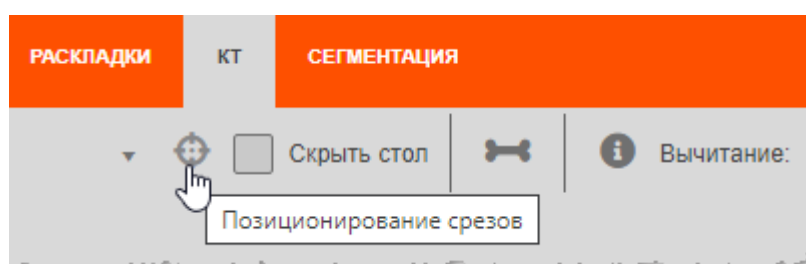 РАСКЛАДКИ КТ СЕГМЕНТАЦИЯ
Скрыть стол Вычитание:
Позиционирование срезов